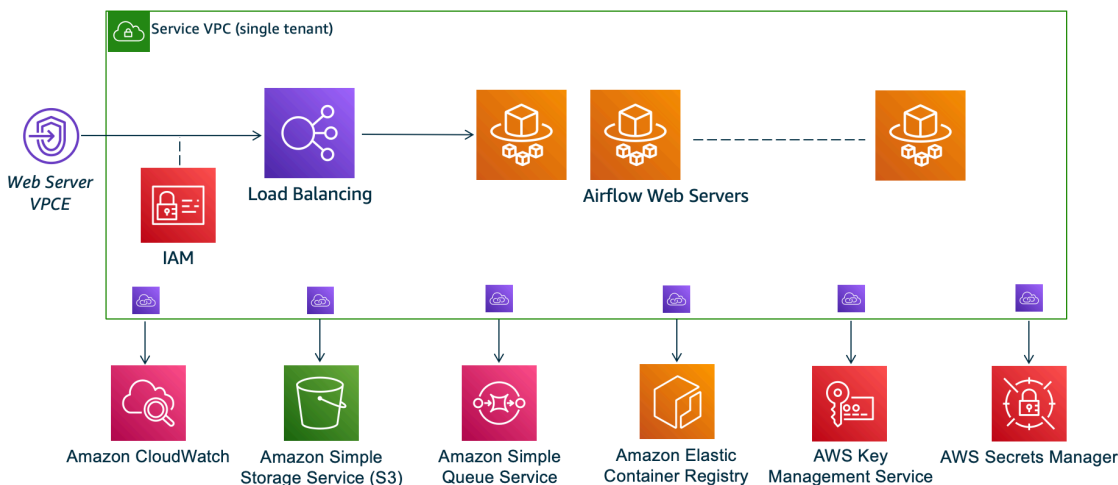 Service VPC (single tenant)
Web Server
VPCE
IAM
Load Balancing
Airflow Web Servers
Amazon CloudWatch
Amazon Simple
Storage Service (S3)
Amazon Simple
Queue Service
Amazon Elastic
Container Registry
AWS Key
Management Service
AWS Secrets Manager